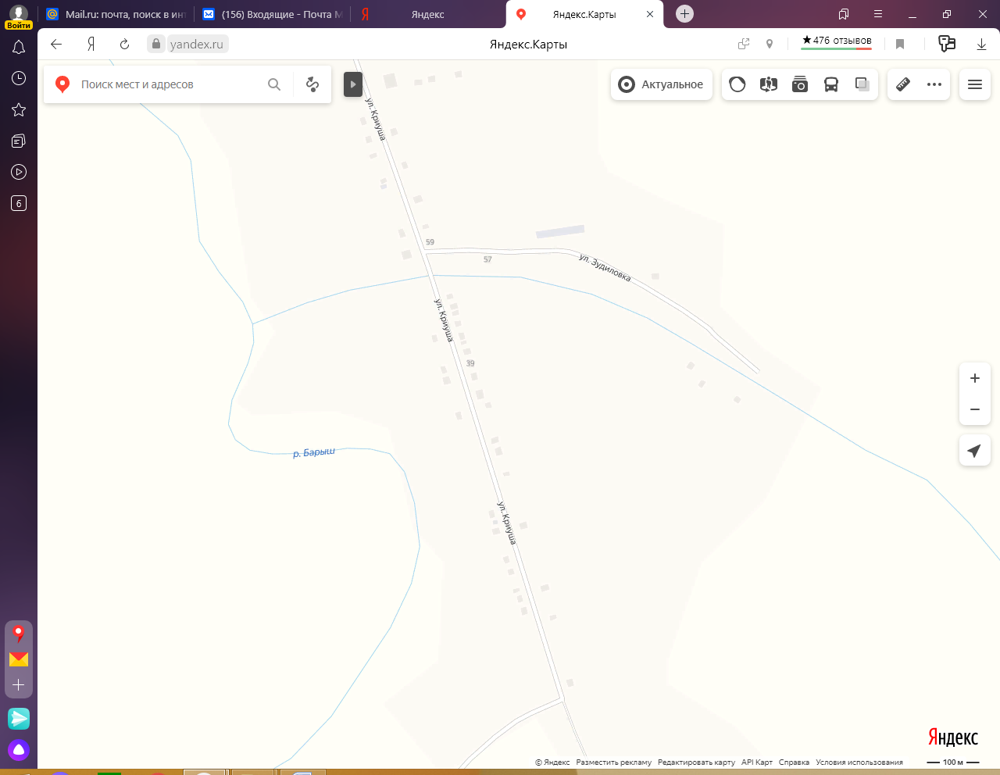 Войти
Mail.ru: почта, поиск в инт
(156) Входящие - Почта M
Я
Яндекс
Яндекс.Карты
Я
yandex.ru
Яндекс.Карты
★476 отзывов
6
Поиск мест и адресов
Актуальное
ул. Криуша
59
57
ул. Зудиловка
ул. Криуша
39
р. Барыш
ул. Криуша
Яндекс
© Яндекс Разместить рекламу Редактировать карту API Карт Справка Условия использования 100 м